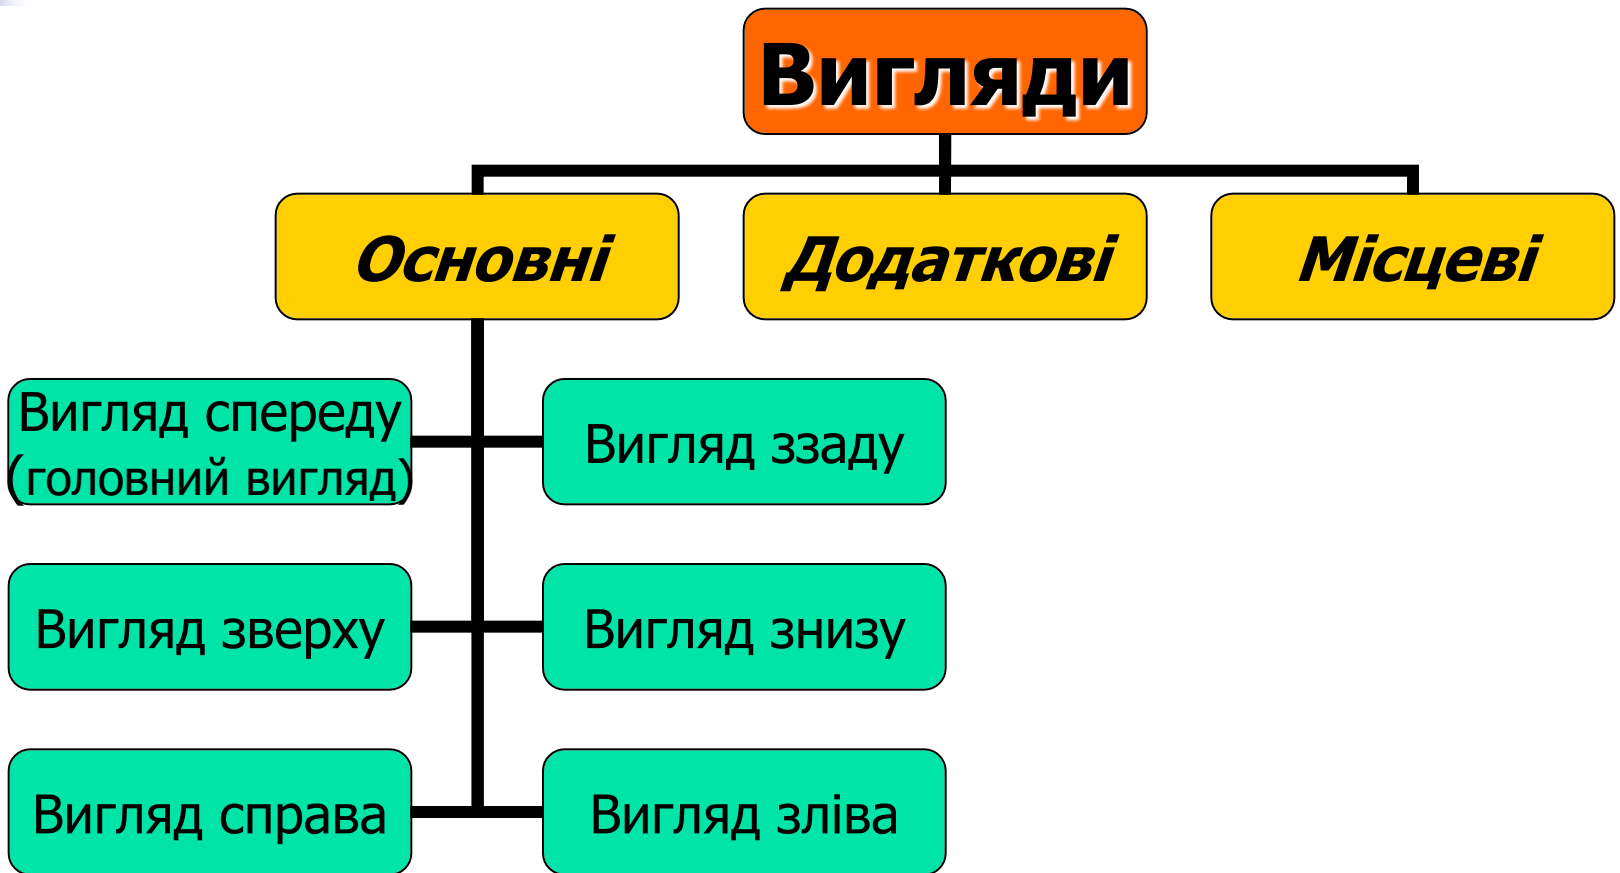 Вигляди
Основні
Додаткові
Місцеві
Вигляд спереду
(головний вигляд)
Вигляд ззаду
Вигляд зверху
Вигляд знизу
Вигляд справа
Вигляд зліва